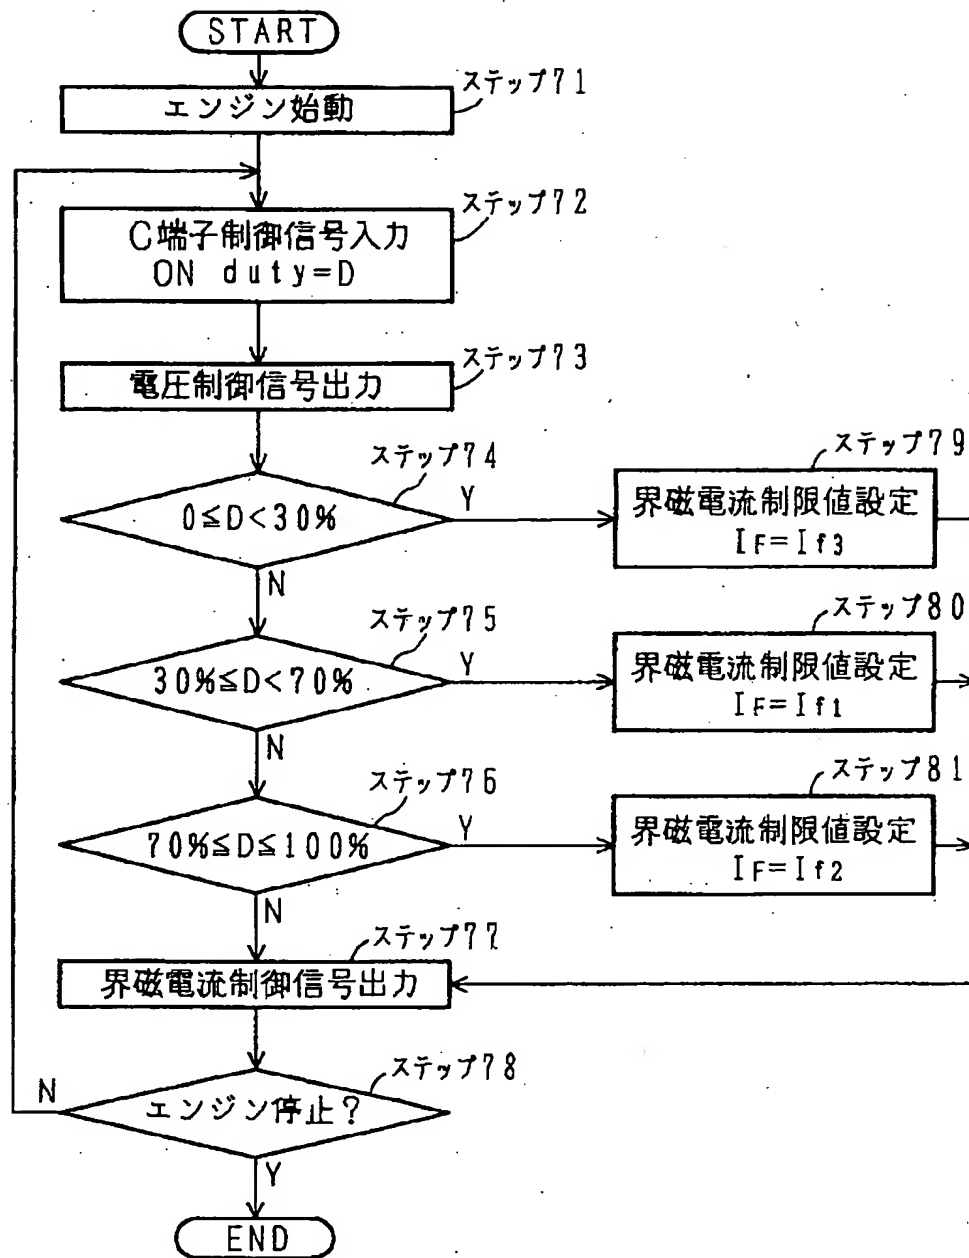 START
ステップ71
エンジン始動
ステップ72
C端子制御信号入力
ON duty=D
ステップ73
電圧制御信号出力
ステップ74
0≦D<30%
Y
N
ステップ79
界磁電流制限値設定
IF=If3
ステップ75
30%≦D<70%
Y
N
ステップ80
界磁電流制限値設定
IF=If1
ステップ76
70%≦D≦100%
Y
N
ステップ81
界磁電流制限値設定
IF=If2
ステップ77
界磁電流制御信号出力
ステップ78
エンジン停止?
N
Y
END